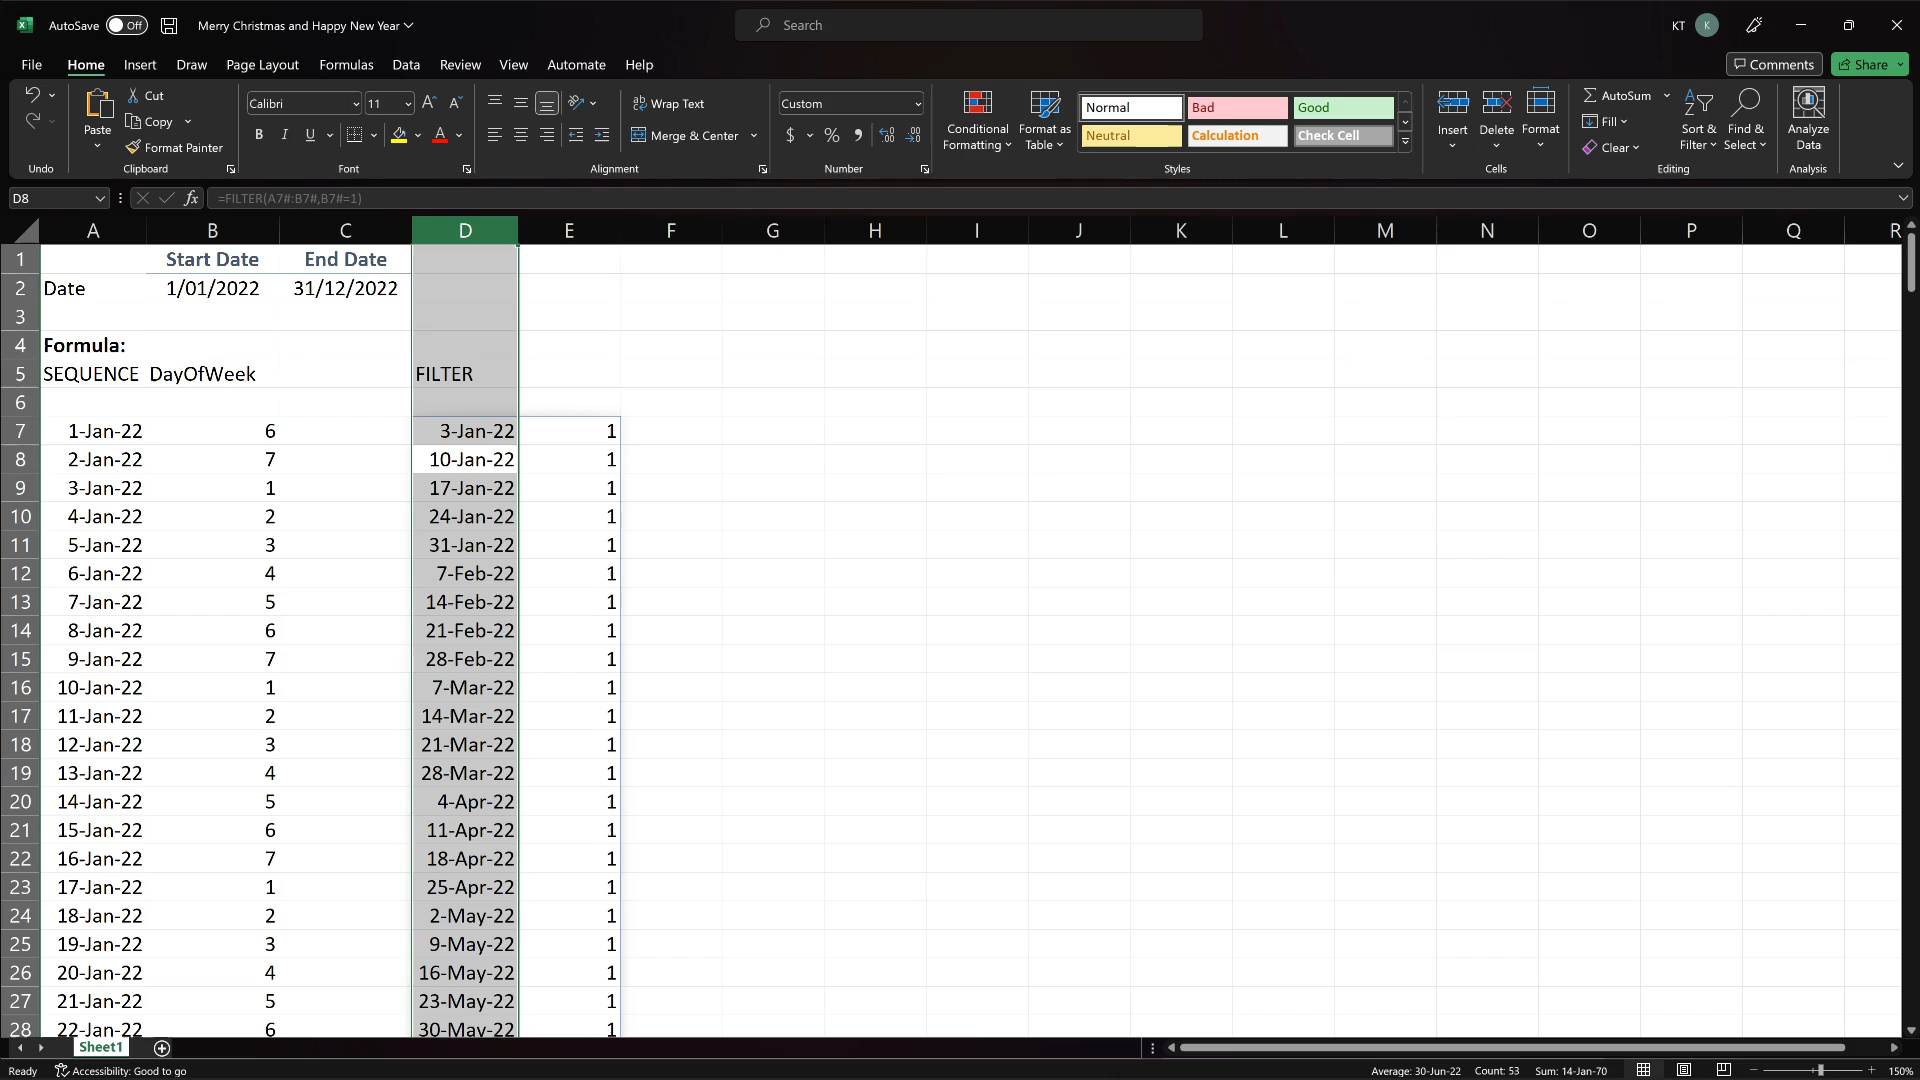 AutoSave Off Merry Christmas and Happy New Year Search KT K
File Home Insert Draw Page Layout Formulas Data Review View Automate Help Comments Share
Cut Calibri 11 Wrap Text Custom Normal Bad Good AutoSum
Paste Copy Conditional Format as Insert Delete Format Fill Sort & Find & Analyze
Format Painter B I U A Merge & Center $ % Formatting Table Neutral Calculation Check Cell Clear Filter Select Data
Undo Clipboard Font Alignment Number Styles Cells Editing Analysis
D8 fx =FILTER(A7#:B7#,B7#=1)
A B C D E F G H I J K L M N O P Q R
1 Start Date End Date
2 Date 1/01/2022 31/12/2022
3
4 Formula:
5 SEQUENCE DayOfWeek FILTER
6
7 1-Jan-22 6 3-Jan-22 1
8 2-Jan-22 7 10-Jan-22 1
9 3-Jan-22 1 17-Jan-22 1
10 4-Jan-22 2 24-Jan-22 1
11 5-Jan-22 3 31-Jan-22 1
12 6-Jan-22 4 7-Feb-22 1
13 7-Jan-22 5 14-Feb-22 1
14 8-Jan-22 6 21-Feb-22 1
15 9-Jan-22 7 28-Feb-22 1
16 10-Jan-22 1 7-Mar-22 1
17 11-Jan-22 2 14-Mar-22 1
18 12-Jan-22 3 21-Mar-22 1
19 13-Jan-22 4 28-Mar-22 1
20 14-Jan-22 5 4-Apr-22 1
21 15-Jan-22 6 11-Apr-22 1
22 16-Jan-22 7 18-Apr-22 1
23 17-Jan-22 1 25-Apr-22 1
24 18-Jan-22 2 2-May-22 1
25 19-Jan-22 3 9-May-22 1
26 20-Jan-22 4 16-May-22 1
27 21-Jan-22 5 23-May-22 1
28 22-Jan-22 6 30-May-22 1
Sheet1
Ready Accessibility: Good to go Average: 30-Jun-22 Count: 53 Sum: 14-Jan-70 150%